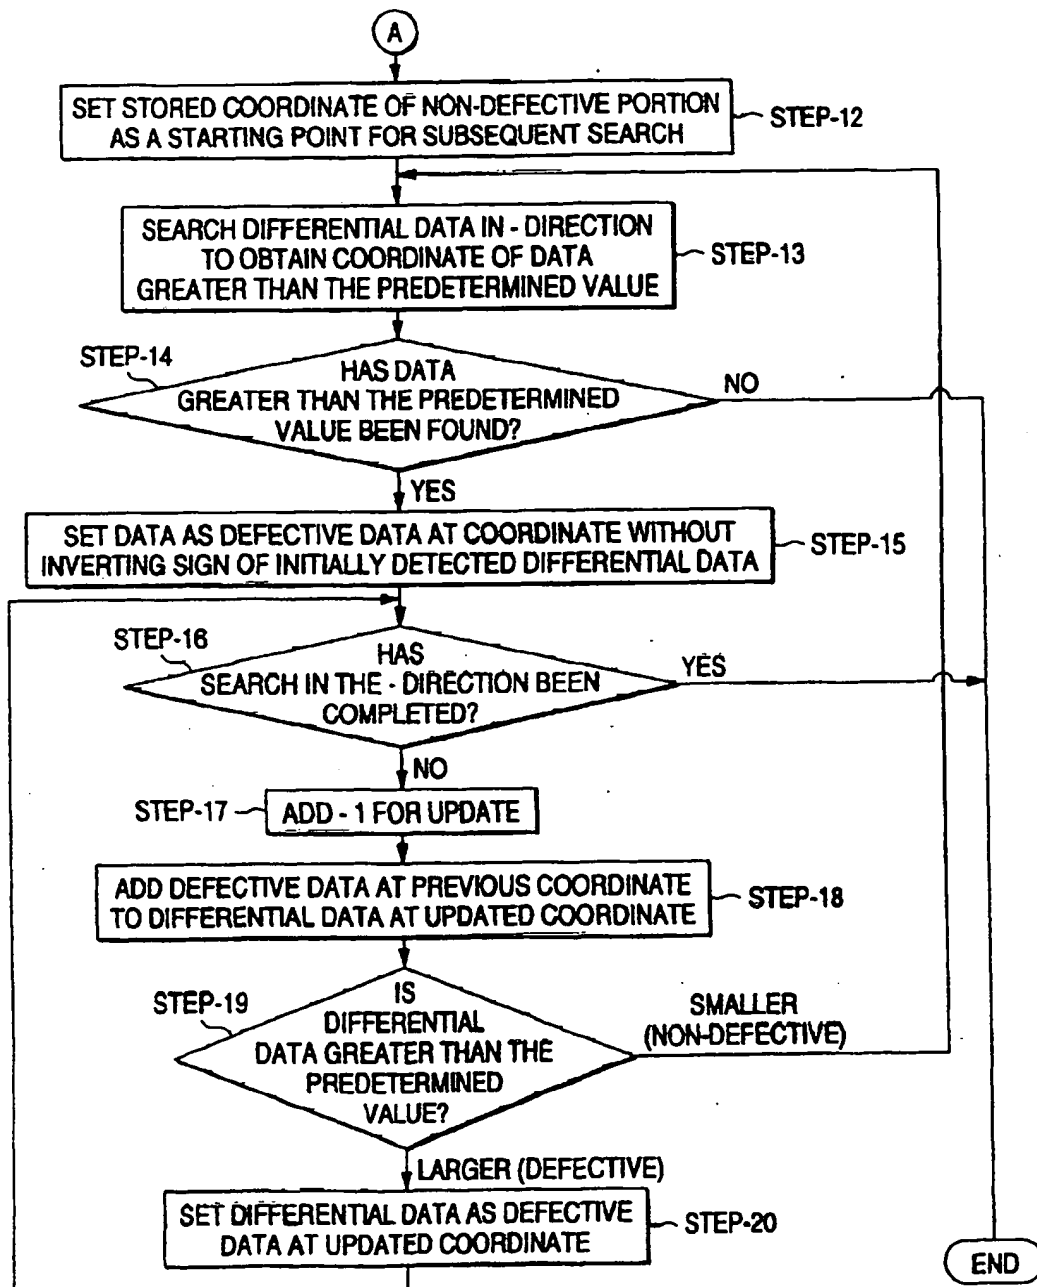 A
SET STORED COORDINATE OF NON-DEFECTIVE PORTION
AS A STARTING POINT FOR SUBSEQUENT SEARCH
STEP-12
SEARCH DIFFERENTIAL DATA IN - DIRECTION
TO OBTAIN COORDINATE OF DATA
GREATER THAN THE PREDETERMINED VALUE
STEP-13
STEP-14
HAS DATA
GREATER THAN THE PREDETERMINED
VALUE BEEN FOUND?
NO
YES
SET DATA AS DEFECTIVE DATA AT COORDINATE WITHOUT
INVERTING SIGN OF INITIALLY DETECTED DIFFERENTIAL DATA
STEP-15
STEP-16
HAS
SEARCH IN THE - DIRECTION BEEN
COMPLETED?
YES
NO
STEP-17
ADD - 1 FOR UPDATE
ADD DEFECTIVE DATA AT PREVIOUS COORDINATE
TO DIFFERENTIAL DATA AT UPDATED COORDINATE
STEP-18
STEP-19
IS
DIFFERENTIAL
DATA GREATER THAN THE
PREDETERMINED
VALUE?
SMALLER
(NON-DEFECTIVE)
LARGER (DEFECTIVE)
SET DIFFERENTIAL DATA AS DEFECTIVE
DATA AT UPDATED COORDINATE
STEP-20
END